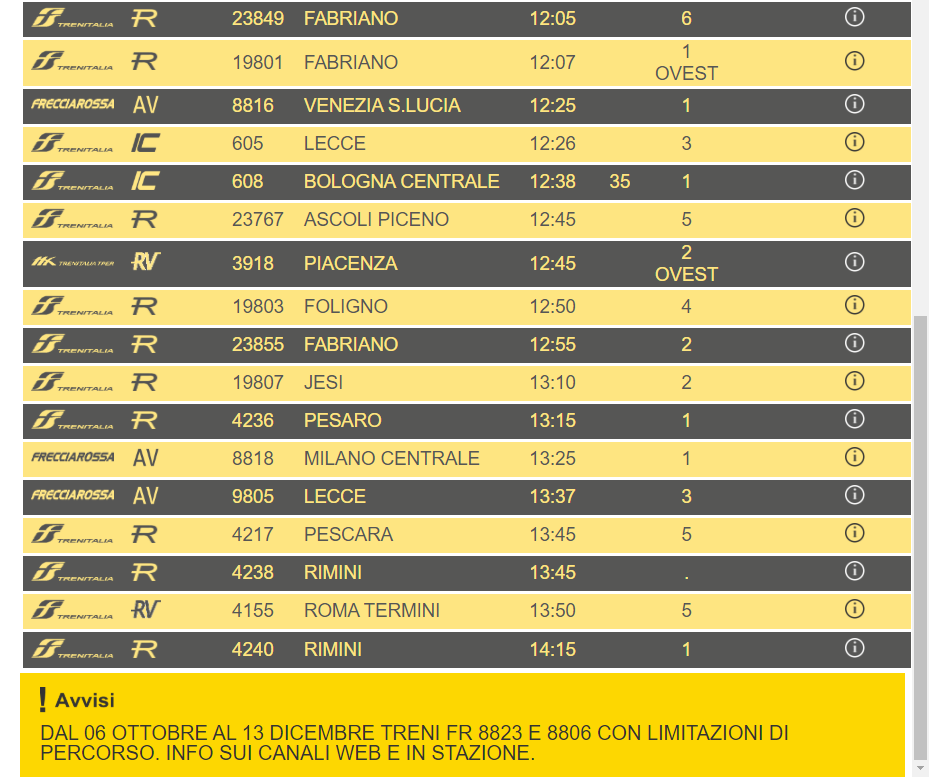 TRENITALIA R 23849 FABRIANO 12:05 6
TRENITALIA R 19801 FABRIANO 12:07 1 OVEST
FRECCIAROSSA AV 8816 VENEZIA S.LUCIA 12:25 1
TRENITALIA IC 605 LECCE 12:26 3
TRENITALIA IC 608 BOLOGNA CENTRALE 12:38 35 1
TRENITALIA R 23767 ASCOLI PICENO 12:45 5
TRENITALIA TPER RV 3918 PIACENZA 12:45 2 OVEST
TRENITALIA R 19803 FOLIGNO 12:50 4
TRENITALIA R 23855 FABRIANO 12:55 2
TRENITALIA R 19807 JESI 13:10 2
TRENITALIA R 4236 PESARO 13:15 1
FRECCIAROSSA AV 8818 MILANO CENTRALE 13:25 1
FRECCIAROSSA AV 9805 LECCE 13:37 3
TRENITALIA R 4217 PESCARA 13:45 5
TRENITALIA R 4238 RIMINI 13:45 .
TRENITALIA RV 4155 ROMA TERMINI 13:50 5
TRENITALIA R 4240 RIMINI 14:15 1
! Avvisi
DAL 06 OTTOBRE AL 13 DICEMBRE TRENI FR 8823 E 8806 CON LIMITAZIONI DI
PERCORSO. INFO SUI CANALI WEB E IN STAZIONE.